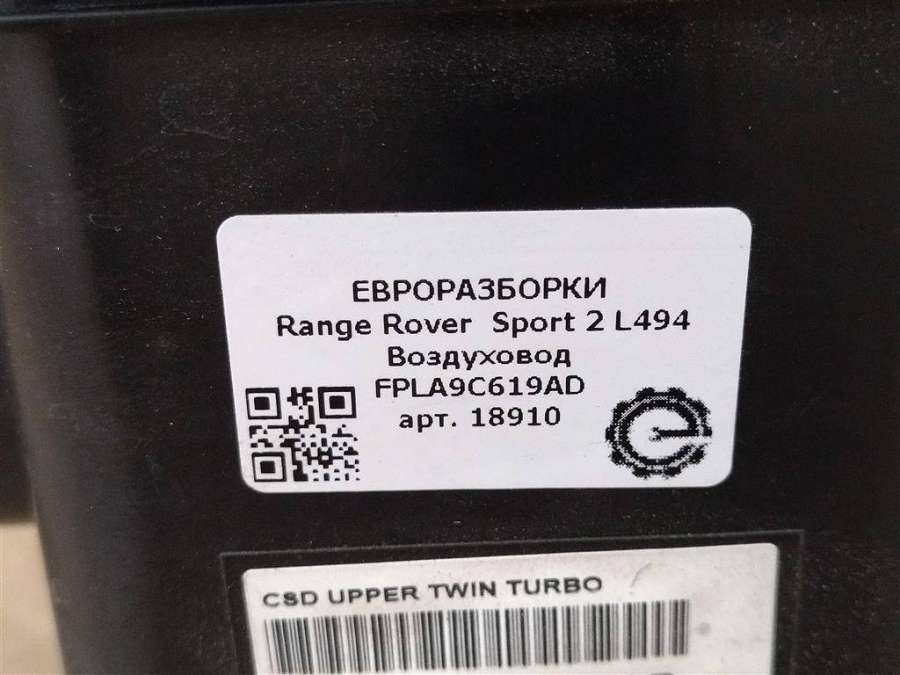 ЕВРОРАЗБОРКИ
Range Rover Sport 2 L494
Воздуховод
FPLA9C619AD
арт. 18910
CSD UPPER TWIN TURBO